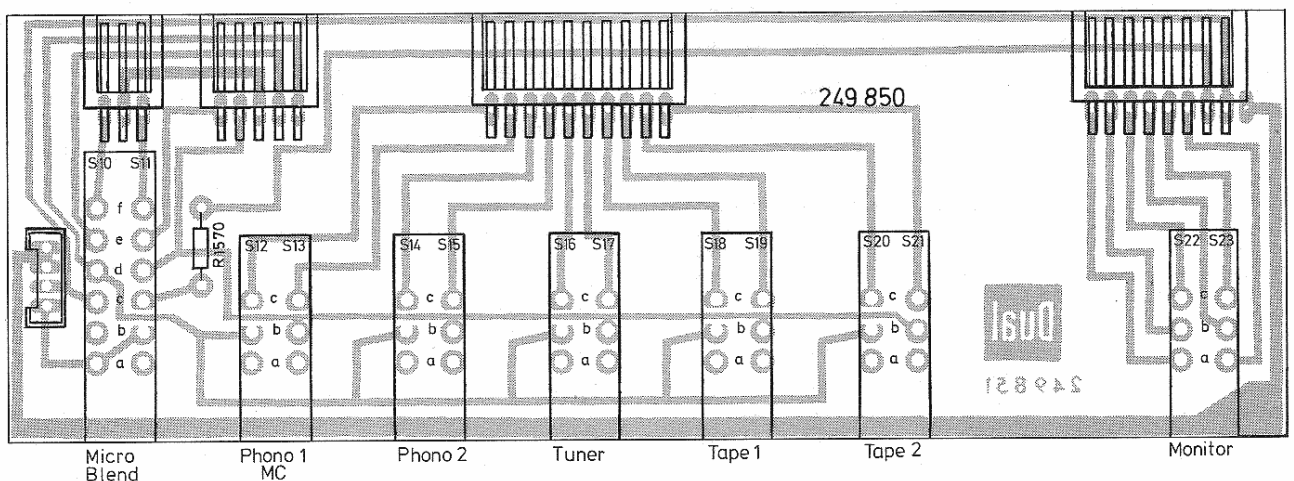 249 850
S10 S11
f
e
d
c
b
a
R1570
S12 S13
c
b
a
S14 S15
c
b
a
S16 S17
c
b
a
S18 S19
c
b
a
S20 S21
c
b
a
S22 S23
c
b
a
Dual
249851
Micro
Blend
Phono 1
MC
Phono 2
Tuner
Tape 1
Tape 2
Monitor